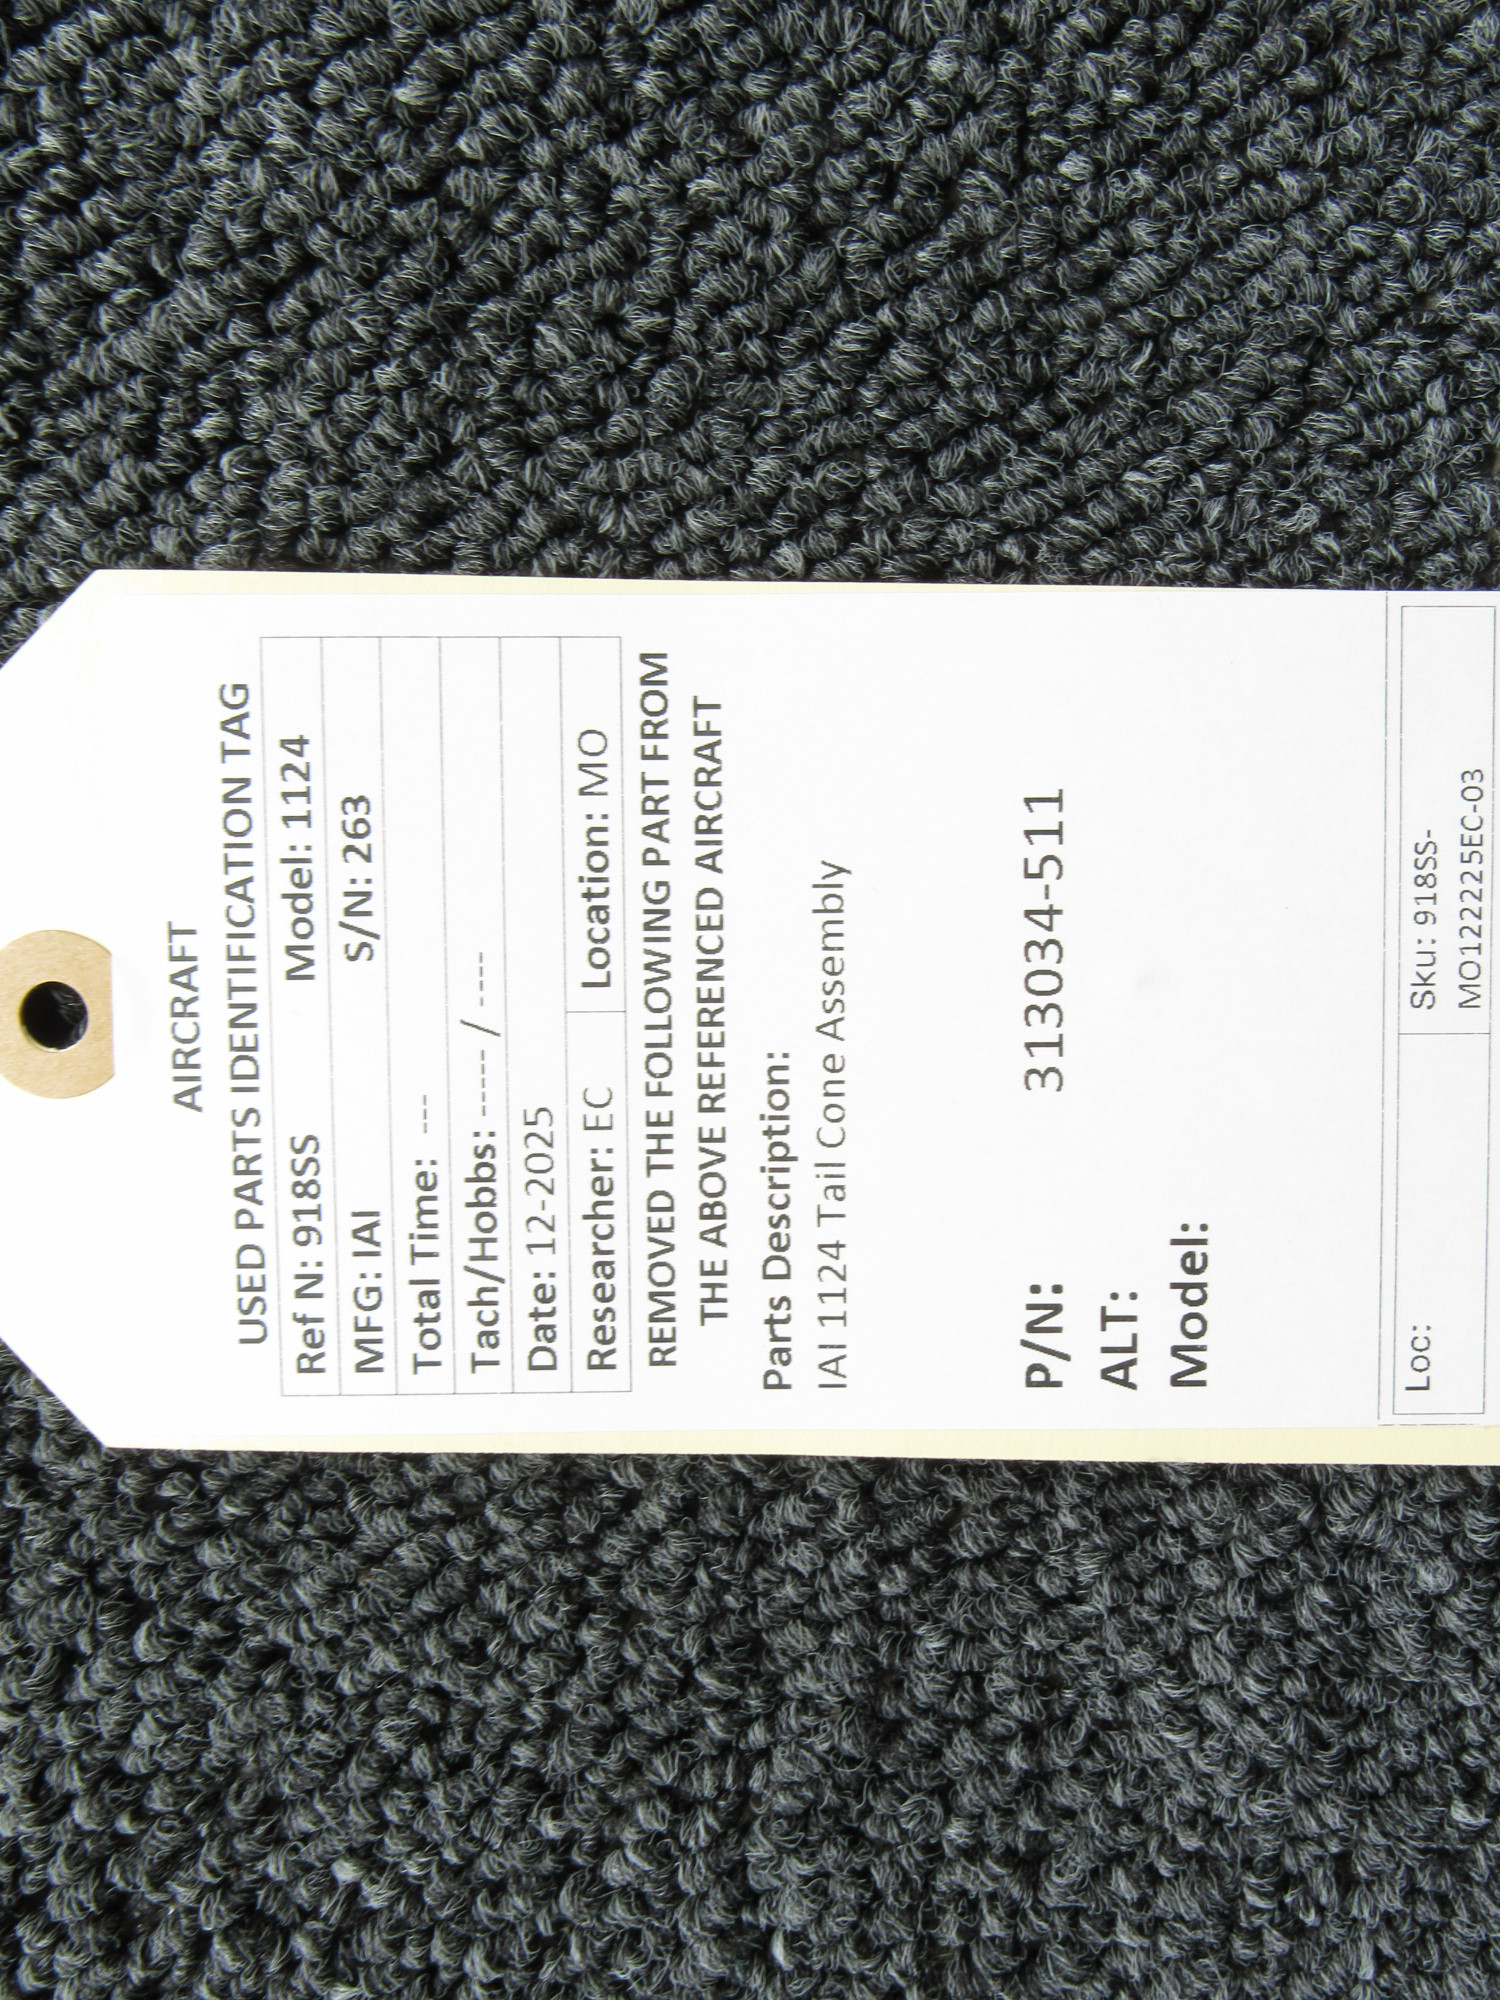 AIRCRAFT
USED PARTS IDENTIFICATION TAG
Ref N: 918SS Model: 1124
MFG: IAI S/N: 263
Total Time: ---
Tach/Hobbs: ----- / ----
Date: 12-2025
Researcher: EC Location: MO
REMOVED THE FOLLOWING PART FROM
THE ABOVE REFERENCED AIRCRAFT
Parts Description:
IAI 1124 Tail Cone Assembly
P/N: 313034-511
ALT:
Model:
Loc: Sku: 918SS-
MO122225EC-03